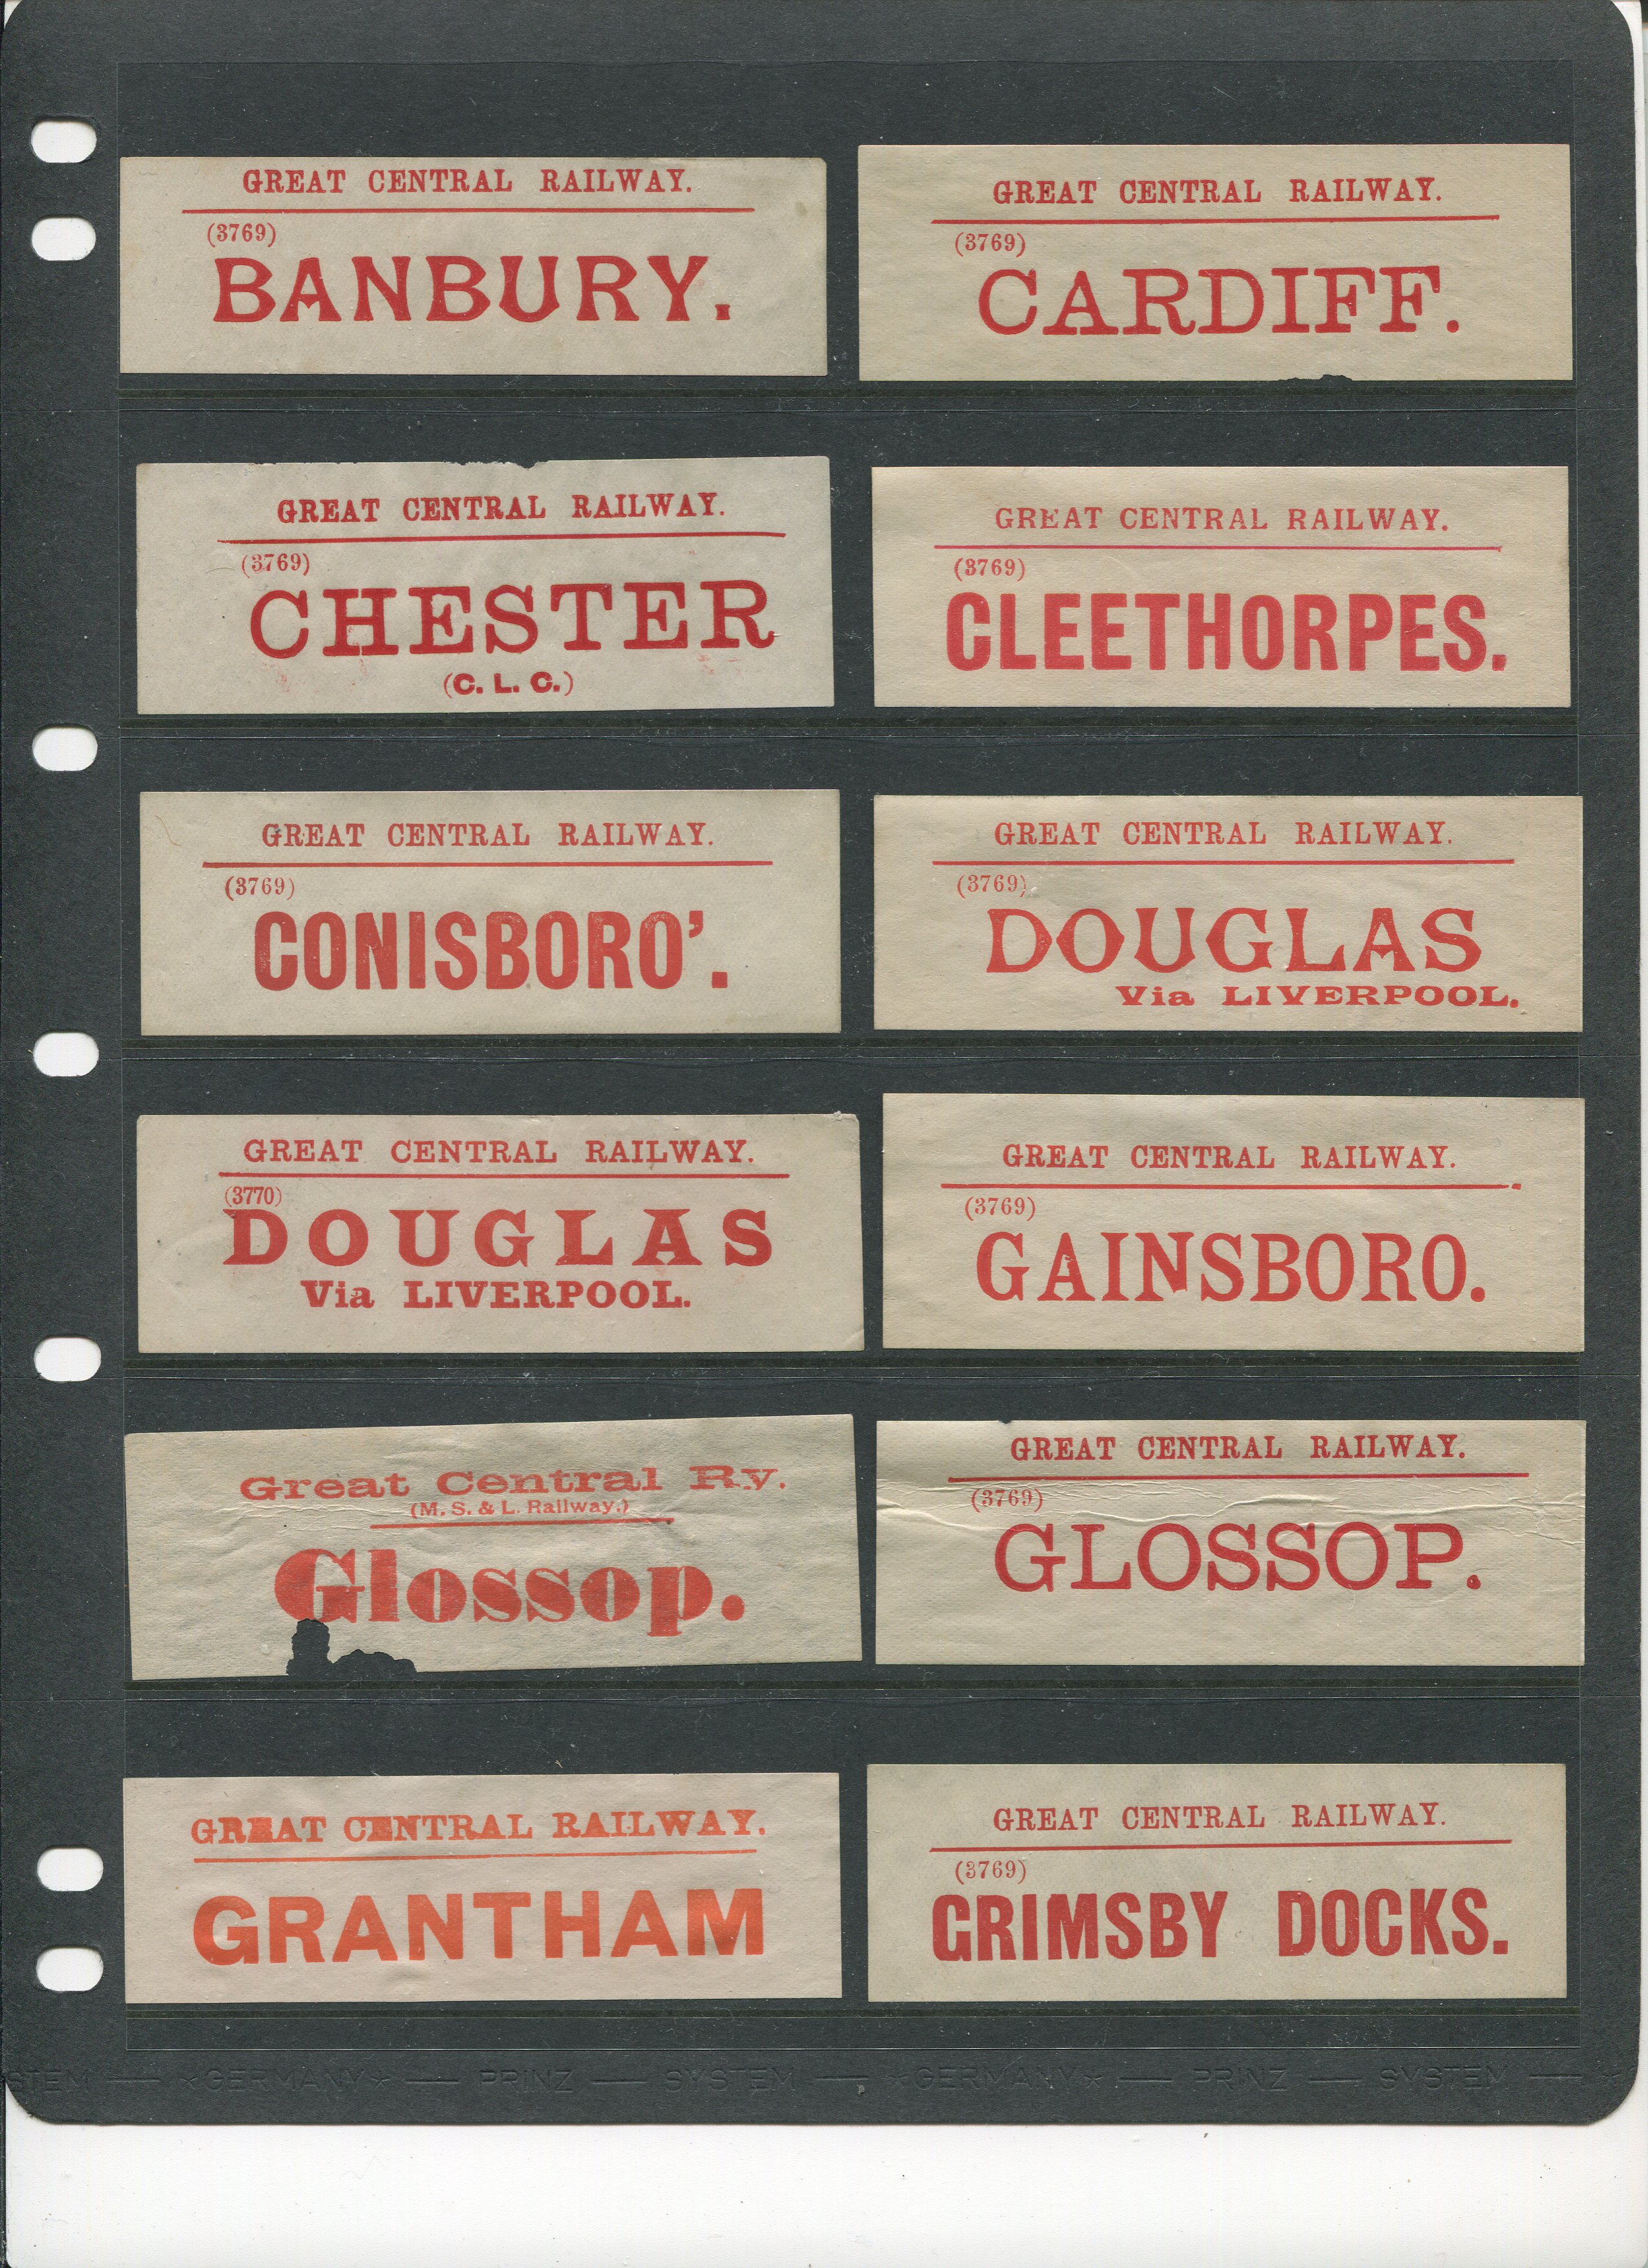 GREAT CENTRAL RAILWAY.
(3769)
BANBURY.
GREAT CENTRAL RAILWAY.
(3769)
CARDIFF.
GREAT CENTRAL RAILWAY.
(3769)
CHESTER
(C. L. C.)
GREAT CENTRAL RAILWAY.
(3769)
CLEETHORPES.
GREAT CENTRAL RAILWAY.
(3769)
CONISBORO'.
GREAT CENTRAL RAILWAY.
(3769)
DOUGLAS
Via LIVERPOOL.
GREAT CENTRAL RAILWAY.
(3770)
DOUGLAS
Via LIVERPOOL.
GREAT CENTRAL RAILWAY.
(3769)
GAINSBORO.
Great Central Ry.
(M. S. & L. Railway.)
Glossop.
GREAT CENTRAL RAILWAY.
(3769)
GLOSSOP.
GREAT CENTRAL RAILWAY.
GRANTHAM
GREAT CENTRAL RAILWAY.
(3769)
GRIMSBY DOCKS.
STEM — *GERMANY* — PRINZ — SYSTEM — *GERMANY* — PRINZ — SYSTEM —